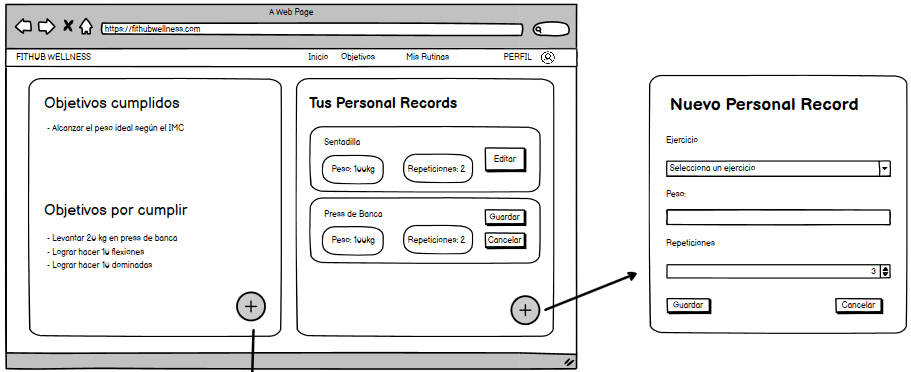 A Web Page
https://fithubwellness.com
FITHUB WELLNESS
Inicio
Objetivos
Mis Rutinas
PERFIL
Objetivos cumplidos
- Alcanzar el peso ideal según el IMC
Objetivos por cumplir
- Levantar 20 kg en press de banca
- Lograr hacer 10 flexiones
- Lograr hacer 10 dominadas
Tus Personal Records
Sentadilla
Peso: 100kg
Repeticiones: 2
Editar
Press de Banca
Peso: 100kg
Repeticiones: 2
Guardar
Cancelar
Nuevo Personal Record
Ejercicio
Selecciona un ejercicio
Peso:
Repeticiones
3
Guardar
Cancelar